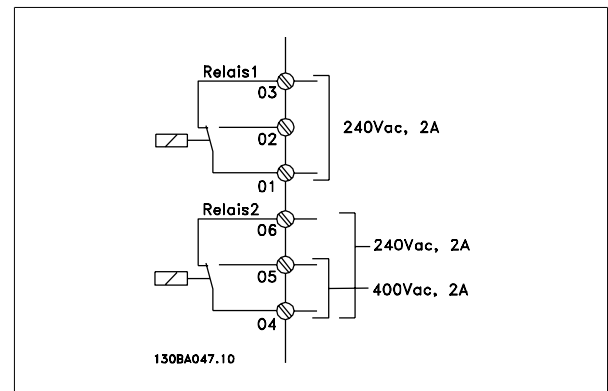 Relais1
03
02
240Vac, 2A
01
Relais2
06
240Vac, 2A
05
400Vac, 2A
04
130BA047.10